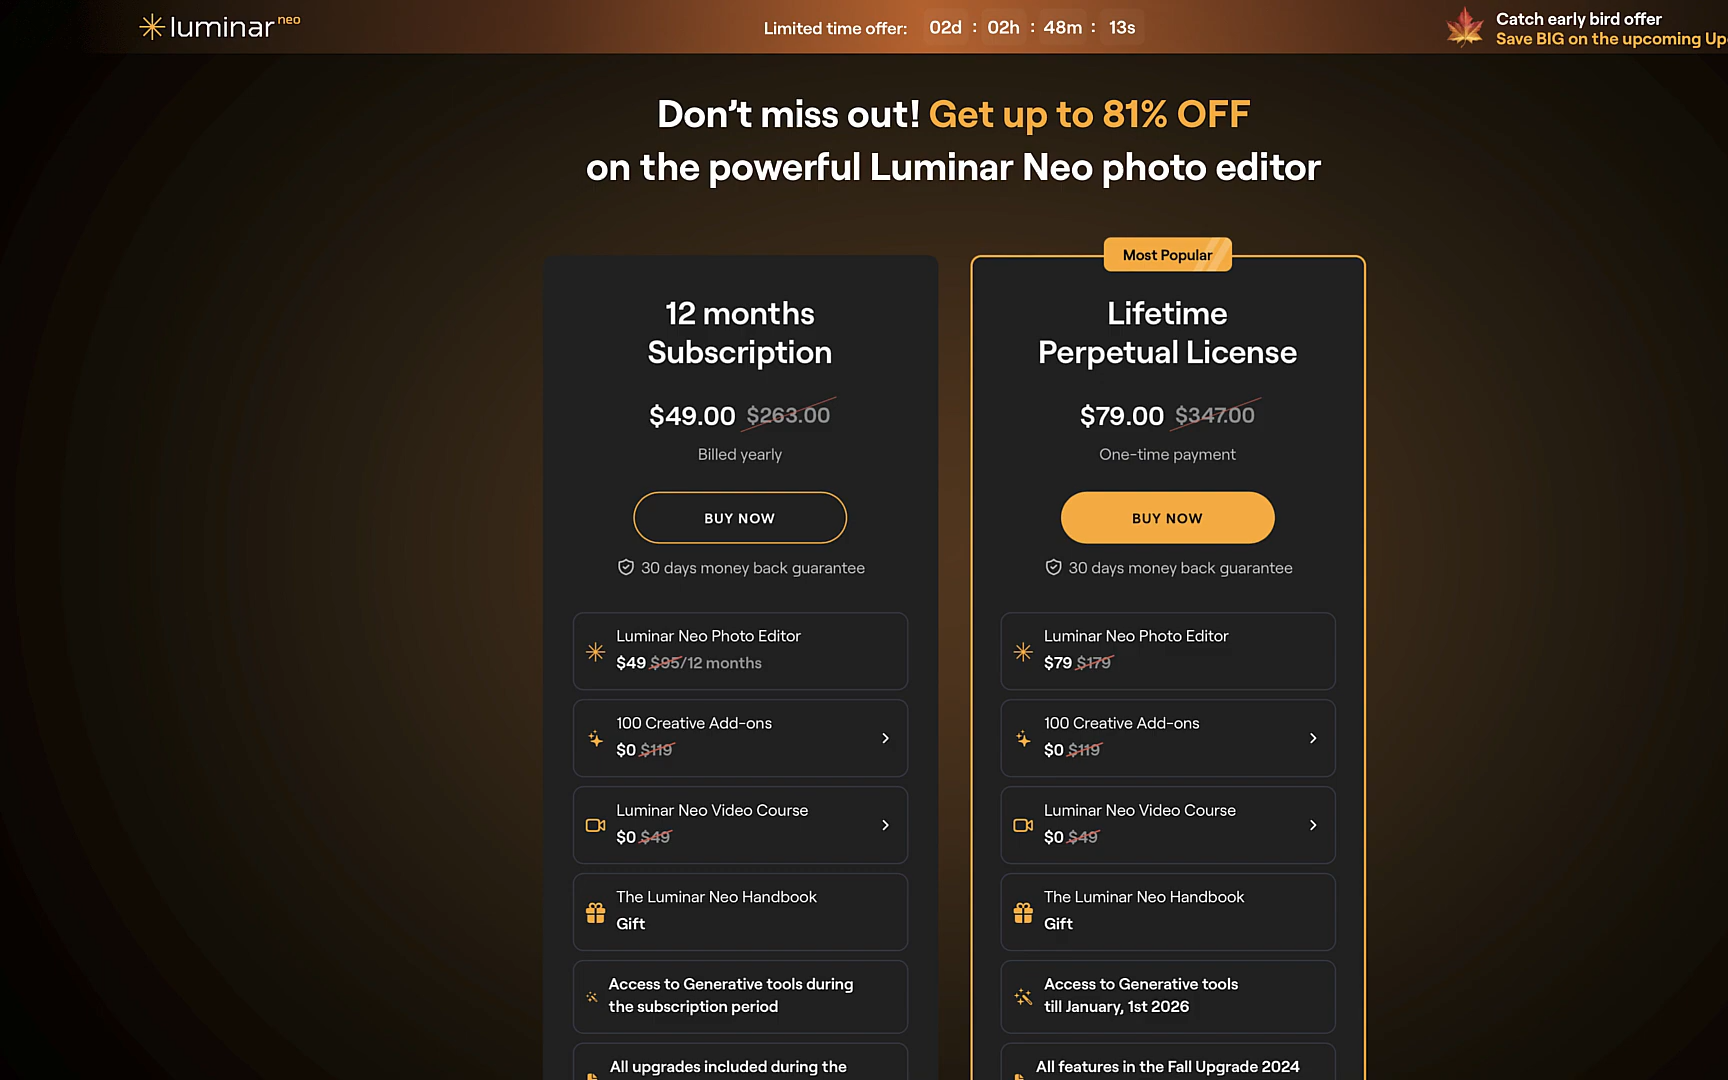 luminar neo
Limited time offer: 02d : 02h : 48m : 13s
Catch early bird offer
Save BIG on the upcoming
Don’t miss out! Get up to 81% OFF
on the powerful Luminar Neo photo editor
12 months
Subscription
$49.00 $263.00
Billed yearly
BUY NOW
30 days money back guarantee
Luminar Neo Photo Editor
$49 $95/12 months
100 Creative Add-ons
$0 $119
Luminar Neo Video Course
$0 $49
The Luminar Neo Handbook
Gift
Access to Generative tools during
the subscription period
All upgrades included during the
Most Popular
Lifetime
Perpetual License
$79.00 $347.00
One-time payment
BUY NOW
30 days money back guarantee
Luminar Neo Photo Editor
$79 $179
100 Creative Add-ons
$0 $119
Luminar Neo Video Course
$0 $49
The Luminar Neo Handbook
Gift
Access to Generative tools
till January, 1st 2026
All features in the Fall Upgrade 2024